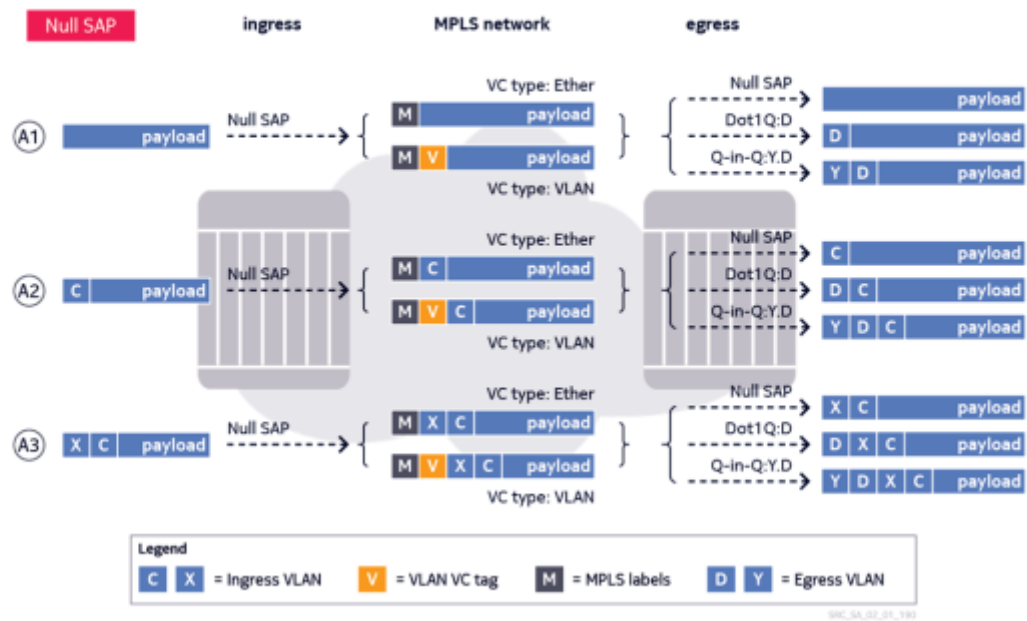 Null SAP ingress MPLS network egress
VC type: Ether
Null SAP
M payload
payload
A1 payload Null SAP
Dot1Q:D
D payload
M V payload
Q-in-Q:Y.D
Y D payload
VC type: VLAN
VC type: Ether
Null SAP
C payload
M C payload
A2 C payload Null SAP
Dot1Q:D
D C payload
M V C payload
Q-in-Q:Y.D
Y D C payload
VC type: VLAN
VC type: Ether
Null SAP
X C payload
M X C payload
A3 X C payload Null SAP
Dot1Q:D
D X C payload
M V X C payload
Q-in-Q:Y.D
Y D X C payload
VC type: VLAN
Legend
C X = Ingress VLAN V = VLAN VC tag M = MPLS labels D Y = Egress VLAN